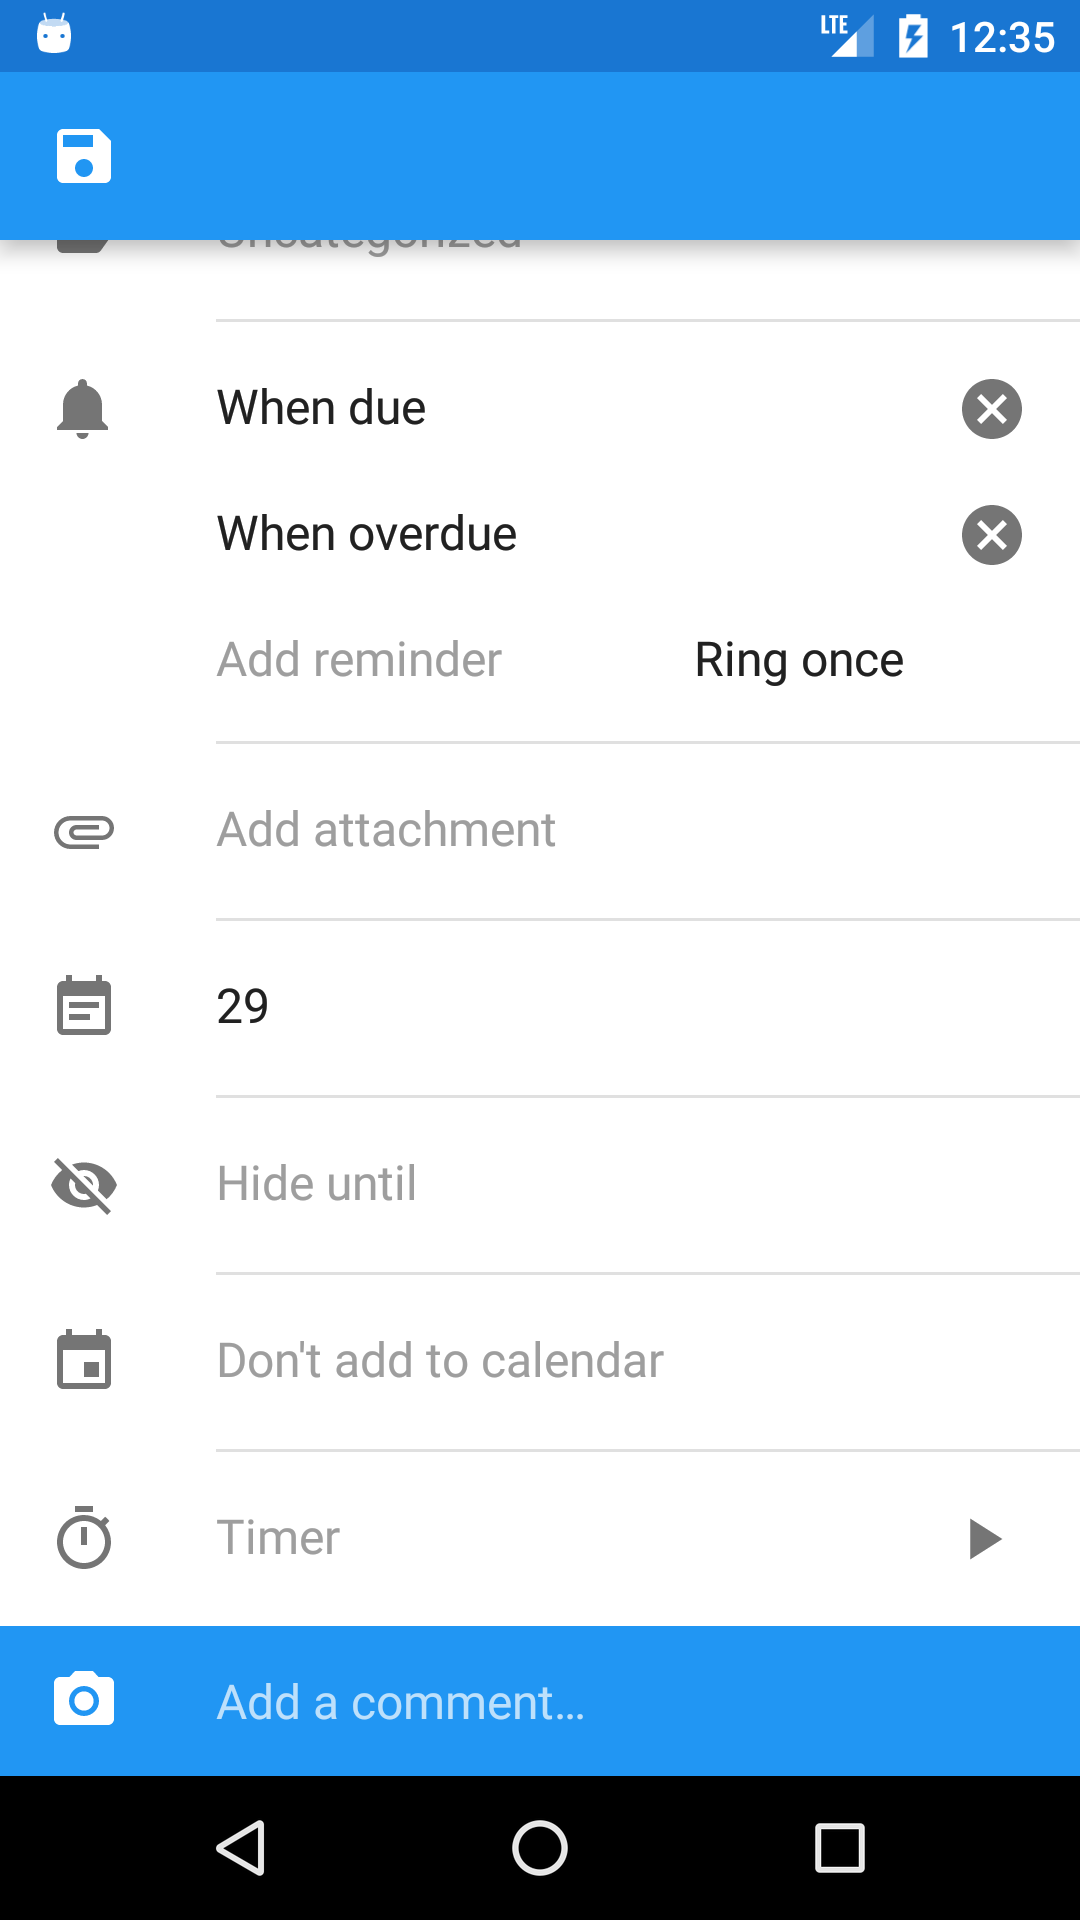 LTE 12:35
Uncategorized
When due
When overdue
Add reminder Ring once
Add attachment
29
Hide until
Don't add to calendar
Timer
Add a comment…